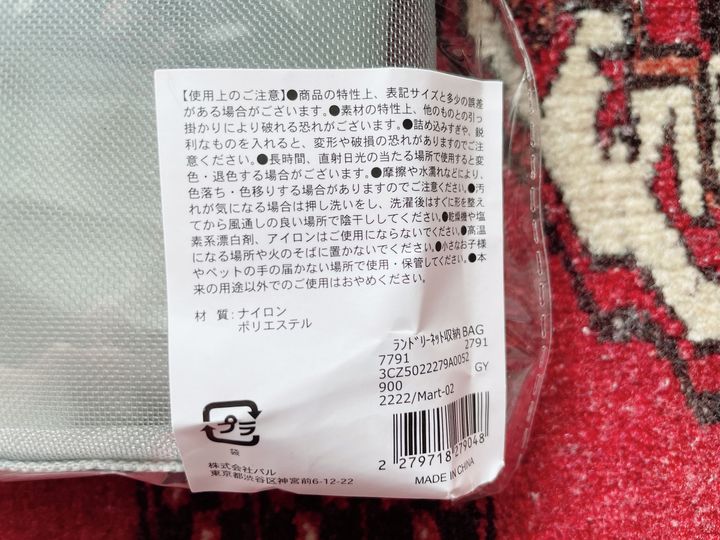 【使用上のご注意】●商品の特性上、表記サイズと多少の誤差
がある場合がございます。●素材の特性上、他のものとの引っ
掛かりにより破れる恐れがございます。●詰め込みすぎや、鋭
利なものを入れると、変形や破損の恐れがありますのでご注
意ください。●長時間、直射日光の当たる場所で使用すると変
色・退色する場合がございます。●摩擦や水濡れなどにより、
色落ち・色移りする場合がありますのでご注意ください。●汚
れが気になる場合は押し洗いをし、洗濯後はすぐに形を整え
てから風通しの良い場所で陰干ししてください。●乾燥機や塩
素系漂白剤、アイロンはご使用にならないでください。●高温
になる場所や火のそばに置かないでください。●小さなお子様
やペットの手の届かない場所で使用・保管してください。●本
来の用途以外でのご使用はおやめください。
材 質：ナイロン
ポリエステル
ﾗﾝﾄﾞﾘｰﾈｯﾄ収納BAG
7791 2791
3CZ5022279A0052
900 GY
2222/Mart-02
プラ
袋
2 279718 279048
株式会社パル
東京都渋谷区神宮前6-12-22
MADE IN CHINA